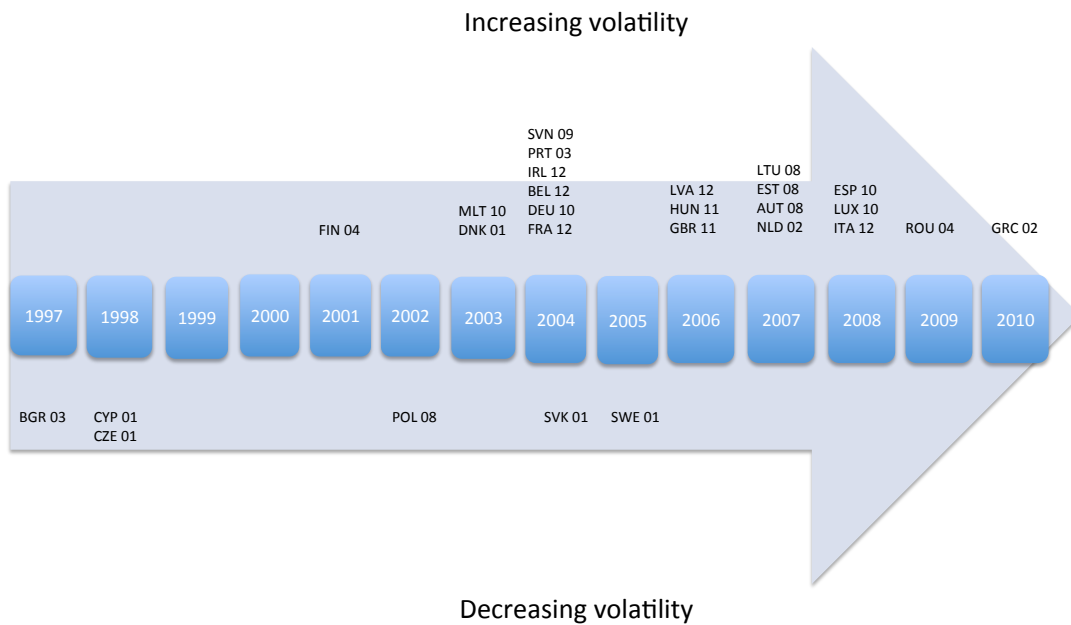 Increasing volatility
SVN 09
PRT 03
IRL 12
BEL 12
DEU 10
FRA 12
LTU 08
EST 08
AUT 08
NLD 02
LVA 12
HUN 11
GBR 11
ESP 10
LUX 10
ITA 12
MLT 10
DNK 01
FIN 04
ROU 04
GRC 02
1997
1998
1999
2000
2001
2002
2003
2004
2005
2006
2007
2008
2009
2010
BGR 03
CYP 01
CZE 01
POL 08
SVK 01
SWE 01
Decreasing volatility